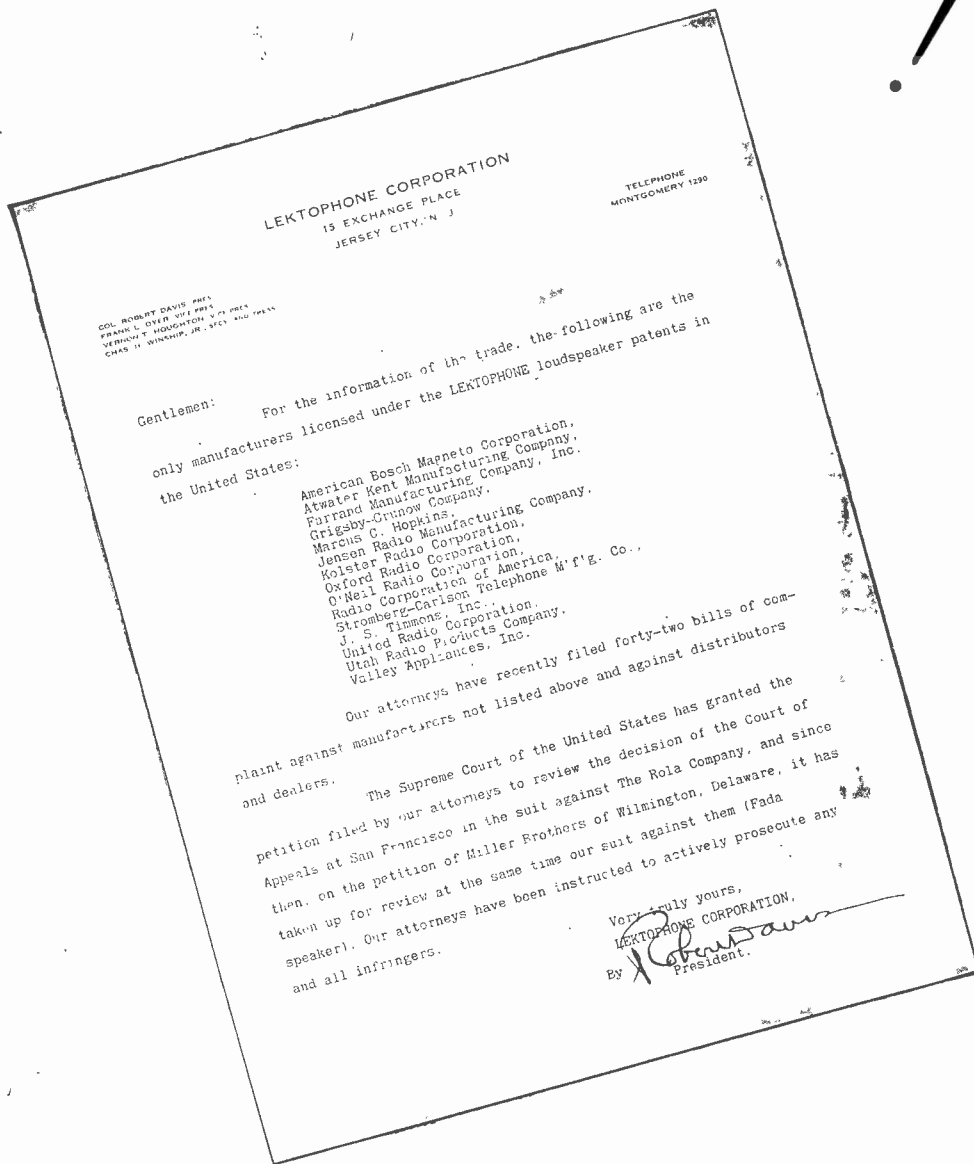 LEKTOPHONE CORPORATION
15 EXCHANGE PLACE
JERSEY CITY, N J
TELEPHONE
MONTGOMERY 1290
COL ROBERT DAVIS PRES
FRANK L DYER VICE PRES
VERNON T HOUGHTON VICE PRES
CHAS H WINSHIP, JR., SECY AND TREAS
Gentlemen:
For the information of the trade, the following are the
only manufacturers licensed under the LEKTOPHONE loudspeaker patents in
the United States:
American Bosch Magneto Corporation,
Atwater Kent Manufacturing Company,
Farrand Manufacturing Company, Inc.
Grigsby-Grunow Company,
Marcus C. Hopkins,
Jensen Radio Manufacturing Company,
Kolster Radio Corporation,
Oxford Radio Corporation,
O'Neil Radio Corporation,
Radio Corporation of America,
Stromberg-Carlson Telephone M'f'g. Co.,
J. S. Timmons, Inc.,
United Radio Corporation,
Utah Radio Products Company,
Valley Appliances, Inc.
Our attorneys have recently filed forty-two bills of com-
plaint against manufacturers not listed above and against distributors
and dealers.
The Supreme Court of the United States has granted the
petition filed by our attorneys to review the decision of the Court of
Appeals at San Francisco in the suit against The Rola Company, and since
then, on the petition of Miller Brothers of Wilmington, Delaware, it has
taken up for review at the same time our suit against them (Fada
speaker). Our attorneys have been instructed to actively prosecute any
and all infringers.
Very truly yours,
LEKTOPHONE CORPORATION,
By Robert Davis
President.